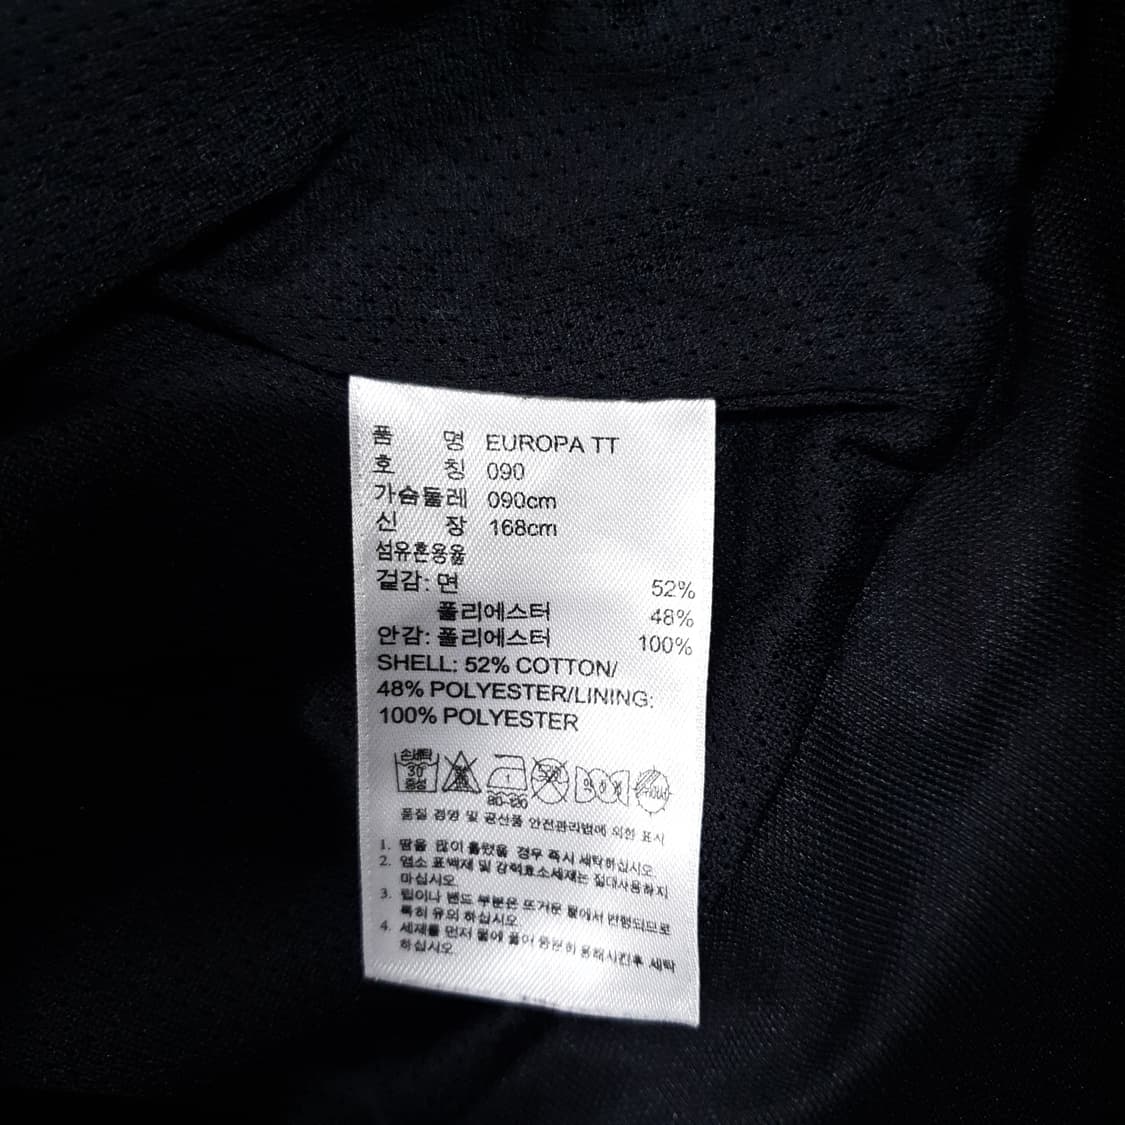 품 명 EUROPA TT
호 칭 090
가슴둘레 090cm
신 장 168cm
섬유혼용율
겉감: 면 52%
폴리에스터 48%
안감: 폴리에스터 100%
SHELL: 52% COTTON/
48% POLYESTER/LINING:
100% POLYESTER
손세탁
30
중성
80-120
품질 경영 및 공산품 안전관리법에 의한 표시
1. 땀을 많이 흘렸을 경우 즉시 세탁하십시오
2. 염소 표백제 및 강력효소세제는 절대사용하지
마십시오
3. 립이나 밴드 부분은 뜨거운 물에서 변형되므로
특히 유의 하십시오
4. 세제를 먼저 물에 풀어 충분히 용해시킨후 세탁
하십시오